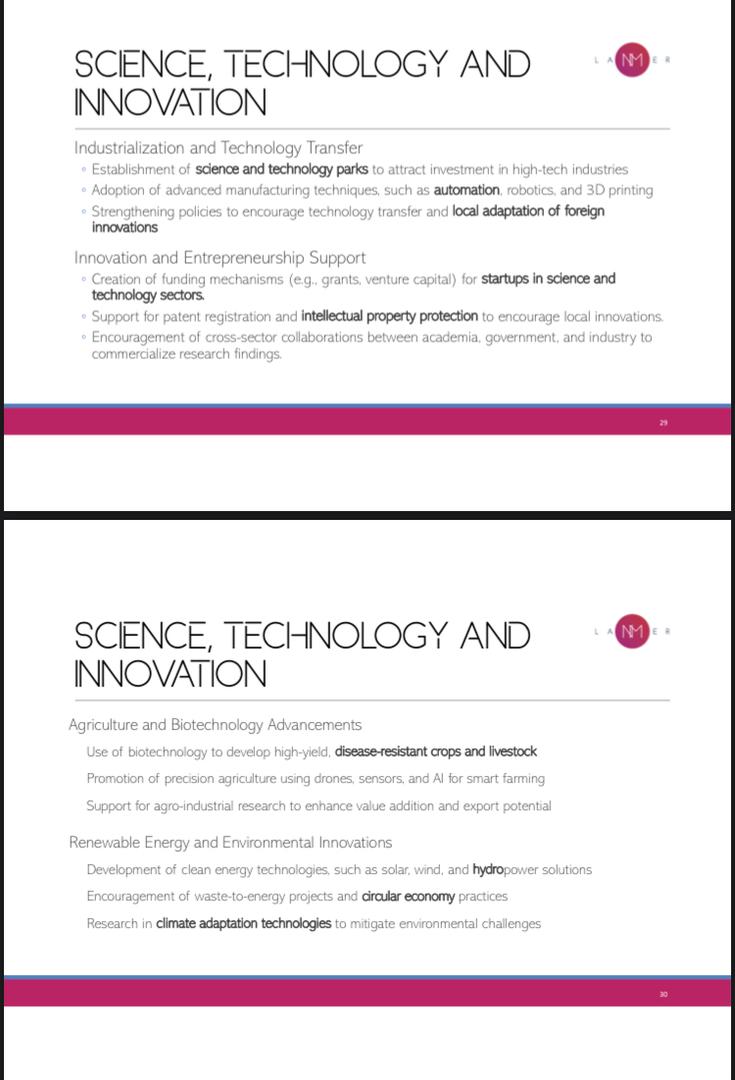 SCIENCE, TECHNOLOGY AND
INNOVATION
L A NM E R
Industrialization and Technology Transfer
◦ Establishment of science and technology parks to attract investment in high-tech industries
◦ Adoption of advanced manufacturing techniques, such as automation, robotics, and 3D printing
◦ Strengthening policies to encourage technology transfer and local adaptation of foreign
innovations
Innovation and Entrepreneurship Support
◦ Creation of funding mechanisms (e.g., grants, venture capital) for startups in science and
technology sectors.
◦ Support for patent registration and intellectual property protection to encourage local innovations.
◦ Encouragement of cross-sector collaborations between academia, government, and industry to
commercialize research findings.
29
SCIENCE, TECHNOLOGY AND
INNOVATION
L A NM E R
Agriculture and Biotechnology Advancements
Use of biotechnology to develop high-yield, disease-resistant crops and livestock
Promotion of precision agriculture using drones, sensors, and AI for smart farming
Support for agro-industrial research to enhance value addition and export potential
Renewable Energy and Environmental Innovations
Development of clean energy technologies, such as solar, wind, and hydropower solutions
Encouragement of waste-to-energy projects and circular economy practices
Research in climate adaptation technologies to mitigate environmental challenges
30